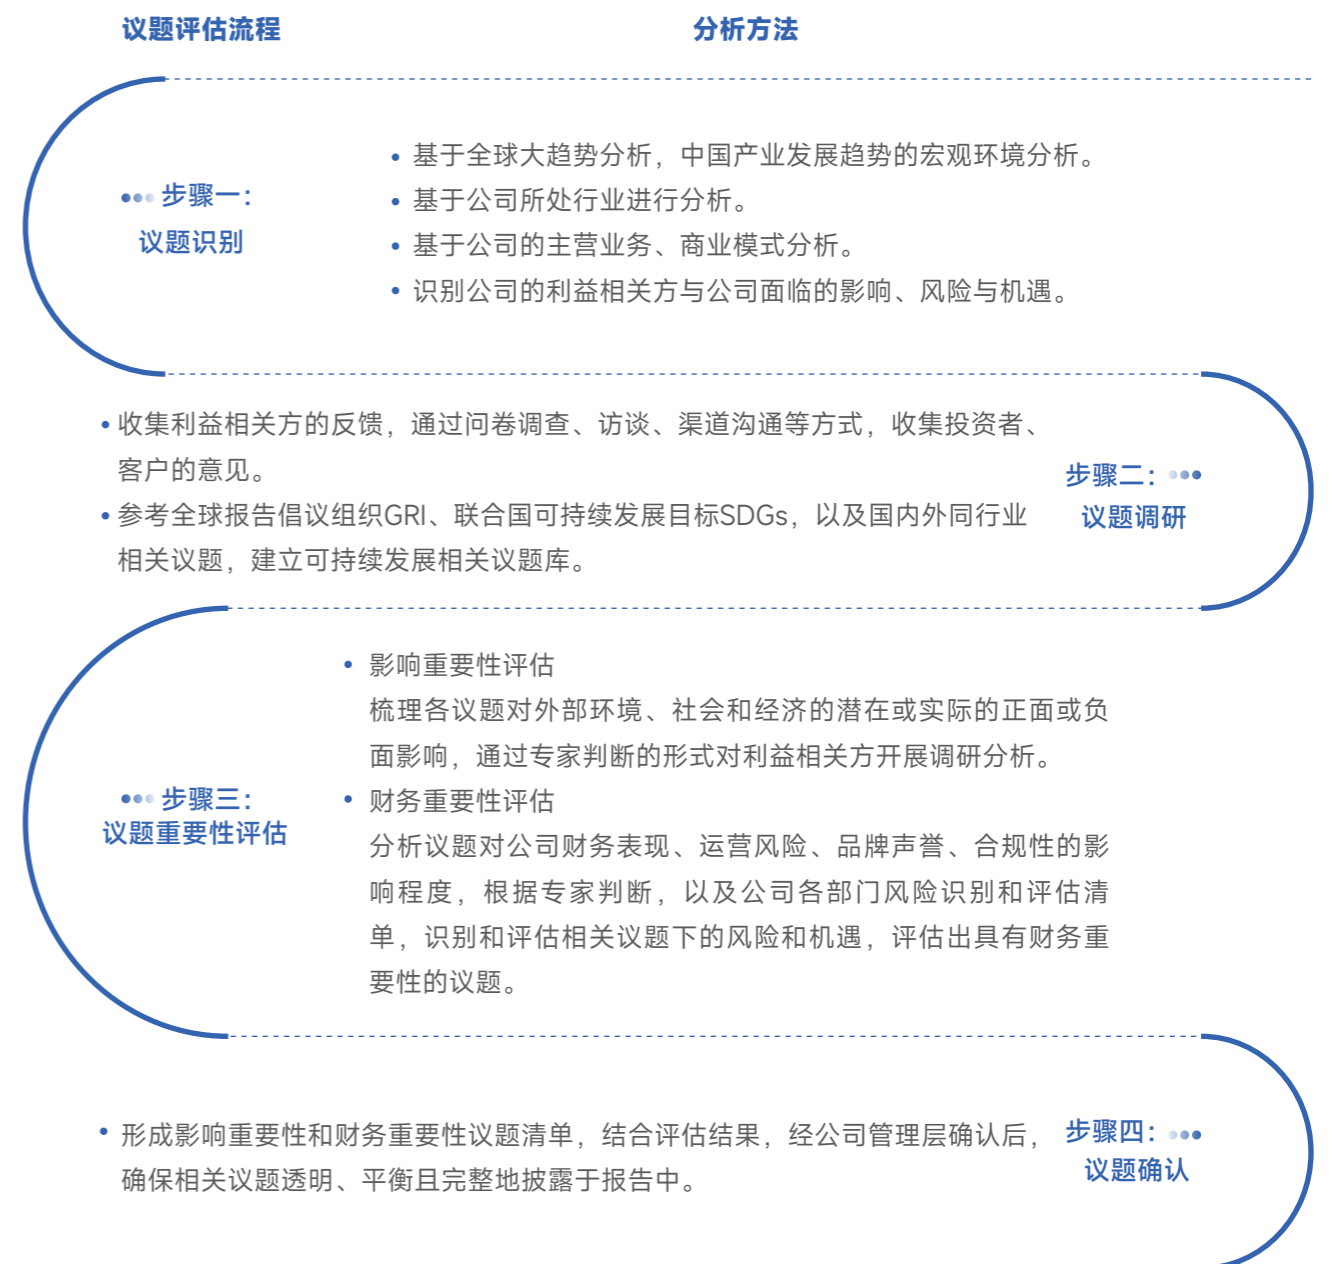 议题评估流程
分析方法
步骤一：
议题识别
• 基于全球大趋势分析，中国产业发展趋势的宏观环境分析。
• 基于公司所处行业进行分析。
• 基于公司的主营业务、商业模式分析。
• 识别公司的利益相关方与公司面临的影响、风险与机遇。
• 收集利益相关方的反馈，通过问卷调查、访谈、渠道沟通等方式，收集投资者、
客户的意见。
• 参考全球报告倡议组织GRI、联合国可持续发展目标SDGs，以及国内外同行业
相关议题，建立可持续发展相关议题库。
步骤二：
议题调研
步骤三：
议题重要性评估
• 影响重要性评估
梳理各议题对外部环境、社会和经济的潜在或实际的正面或负
面影响，通过专家判断的形式对利益相关方开展调研分析。
• 财务重要性评估
分析议题对公司财务表现、运营风险、品牌声誉、合规性的影
响程度，根据专家判断，以及公司各部门风险识别和评估清
单，识别和评估相关议题下的风险和机遇，评估出具有财务重
要性的议题。
• 形成影响重要性和财务重要性议题清单，结合评估结果，经公司管理层确认后，
确保相关议题透明、平衡且完整地披露于报告中。
步骤四：
议题确认